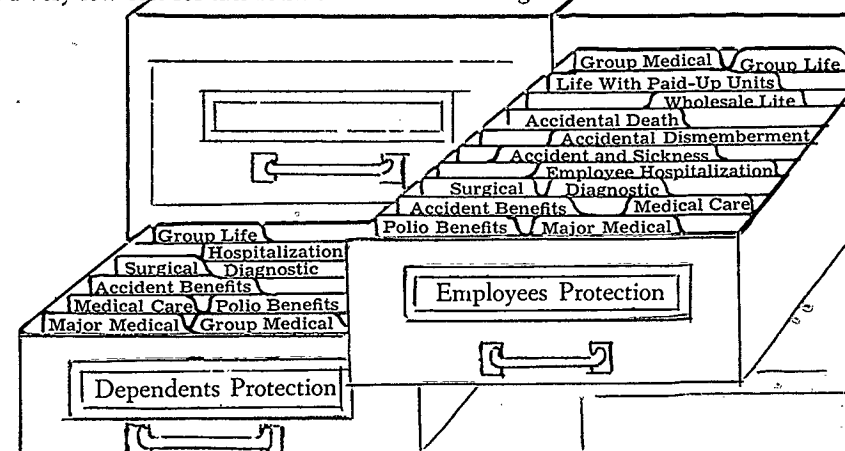 Group Medical Group Life
Life With Paid-Up Units
Wholesale Life
Accidental Death
Accidental Dismemberment
Accident and Sickness
Employee Hospitalization
Surgical Diagnostic
Accident Benefits Medical Care
Polio Benefits Major Medical
Employees Protection
Group Life
Hospitalization
Surgical Diagnostic
Accident Benefits
Medical Care Polio Benefits
Major Medical Group Medical
Dependents Protection